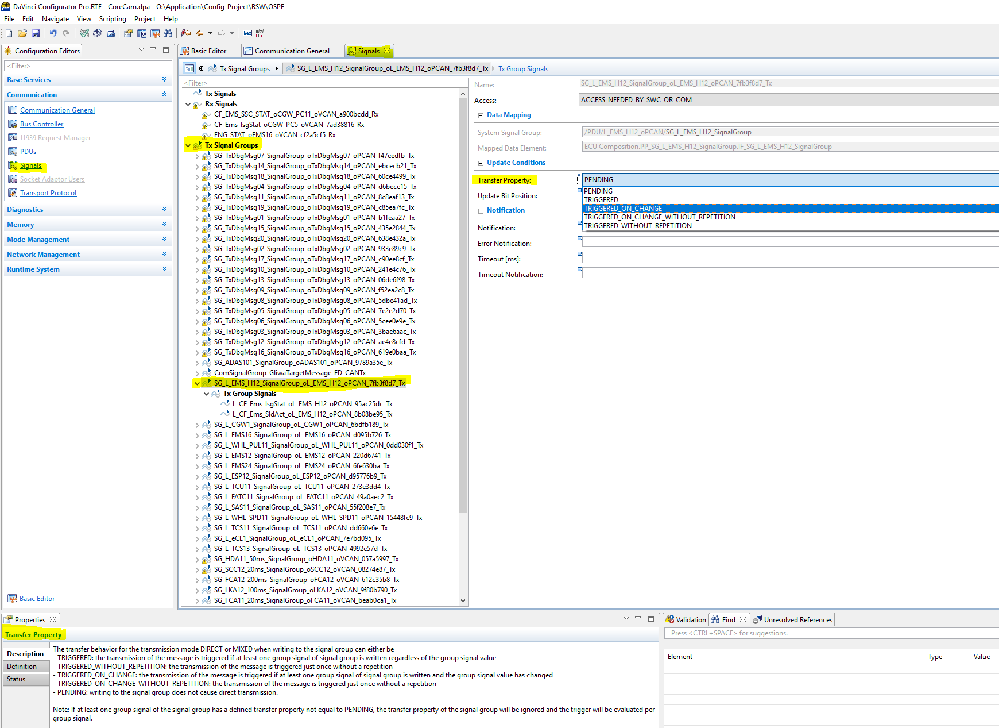 DaVinci Configurator Pro.RTE - CoreCam.dpa - O:\Application\Config_Project\BSW\OSPE
File Edit Navigate View Scripting Project Help
Configuration Editors
<Filter>
Base Services
Communication
Communication General
Bus Controller
J1939 Request Manager
PDUs
Signals
Socket Adaptor Users
Transport Protocol
Diagnostics
Memory
Mode Management
Network Management
Runtime System
Basic Editor
Basic Editor Communication General Signals
Tx Signal Groups SG_L_EMS_H12_SignalGroup_oL_EMS_H12_oPCAN_7fb3f8d7_Tx Tx Group Signals
<Filter>
Tx Signals
Rx Signals
CF_EMS_SSC_STAT_oCGW_PC11_oVCAN_a900bcdd_Rx
CF_Ems_IsgStat_oCGW_PC5_oVCAN_7ad38816_Rx
ENG_STAT_oEMS16_oVCAN_cf2a5cf5_Rx
Tx Signal Groups
SG_TxDbgMsg07_SignalGroup_oTxDbgMsg07_oPCAN_f47eedfb_Tx
SG_TxDbgMsg14_SignalGroup_oTxDbgMsg14_oPCAN_ebcecb21_Tx
SG_TxDbgMsg18_SignalGroup_oTxDbgMsg18_oPCAN_60ce4499_Tx
SG_TxDbgMsg04_SignalGroup_oTxDbgMsg04_oPCAN_d6bece15_Tx
SG_TxDbgMsg11_SignalGroup_oTxDbgMsg11_oPCAN_8c8eaf13_Tx
SG_TxDbgMsg19_SignalGroup_oTxDbgMsg19_oPCAN_c85ea7fc_Tx
SG_TxDbgMsg01_SignalGroup_oTxDbgMsg01_oPCAN_b1feaa27_Tx
SG_TxDbgMsg15_SignalGroup_oTxDbgMsg15_oPCAN_435e2844_Tx
SG_TxDbgMsg20_SignalGroup_oTxDbgMsg20_oPCAN_638e432a_Tx
SG_TxDbgMsg02_SignalGroup_oTxDbgMsg02_oPCAN_933e89c9_Tx
SG_TxDbgMsg17_SignalGroup_oTxDbgMsg17_oPCAN_c90ee8cf_Tx
SG_TxDbgMsg10_SignalGroup_oTxDbgMsg10_oPCAN_241e4c76_Tx
SG_TxDbgMsg13_SignalGroup_oTxDbgMsg13_oPCAN_06de6f98_Tx
SG_TxDbgMsg09_SignalGroup_oTxDbgMsg09_oPCAN_f52ea2c8_Tx
SG_TxDbgMsg08_SignalGroup_oTxDbgMsg08_oPCAN_5dbe41ad_Tx
SG_TxDbgMsg05_SignalGroup_oTxDbgMsg05_oPCAN_7e2e2d70_Tx
SG_TxDbgMsg06_SignalGroup_oTxDbgMsg06_oPCAN_5cee0e9e_Tx
SG_TxDbgMsg03_SignalGroup_oTxDbgMsg03_oPCAN_3bae6aac_Tx
SG_TxDbgMsg12_SignalGroup_oTxDbgMsg12_oPCAN_ae4e8cfd_Tx
SG_TxDbgMsg16_SignalGroup_oTxDbgMsg16_oPCAN_619e0baa_Tx
SG_ADAS101_SignalGroup_oADAS101_oPCAN_9789a35e_Tx
ComSignalGroup_GliwaTargetMessage_FD_CANTx
SG_L_EMS_H12_SignalGroup_oL_EMS_H12_oPCAN_7fb3f8d7_Tx
Tx Group Signals
L_CF_Ems_IsgStat_oL_EMS_H12_oPCAN_95ac25dc_Tx
L_CF_Ems_SldAct_oL_EMS_H12_oPCAN_8b08be95_Tx
SG_L_CGW1_SignalGroup_oL_CGW1_oPCAN_6bdfb189_Tx
SG_L_EMS16_SignalGroup_oL_EMS16_oPCAN_d095b726_Tx
SG_L_WHL_PUL11_SignalGroup_oL_WHL_PUL11_oPCAN_0dd030f1_Tx
SG_L_EMS12_SignalGroup_oL_EMS12_oPCAN_220d6741_Tx
SG_L_EMS24_SignalGroup_oL_EMS24_oPCAN_6fe630ba_Tx
SG_L_ESP12_SignalGroup_oL_ESP12_oPCAN_d95776b9_Tx
SG_L_TCU11_SignalGroup_oL_TCU11_oPCAN_273e3dd4_Tx
SG_L_FATC11_SignalGroup_oL_FATC11_oPCAN_49a0aec2_Tx
SG_L_SAS11_SignalGroup_oL_SAS11_oPCAN_55f208e7_Tx
SG_L_WHL_SPD11_SignalGroup_oL_WHL_SPD11_oPCAN_15448fc9_Tx
SG_L_TCS11_SignalGroup_oL_TCS11_oPCAN_dd660e6e_Tx
SG_L_eCL1_SignalGroup_oL_eCL1_oPCAN_7e7bd095_Tx
SG_L_TCS13_SignalGroup_oL_TCS13_oPCAN_4992e57d_Tx
SG_HDA11_50ms_SignalGroup_oHDA11_oVCAN_057a5997_Tx
SG_SCC12_20ms_SignalGroup_oSCC12_oVCAN_08274e87_Tx
SG_FCA12_200ms_SignalGroup_oFCA12_oVCAN_612c35b8_Tx
SG_LKA12_100ms_SignalGroup_oLKA12_oVCAN_9f80b790_Tx
SG_FCA11_20ms_SignalGroup_oFCA11_oVCAN_beab0ca1_Tx
Name: SG_L_EMS_H12_SignalGroup_oL_EMS_H12_oPCAN_7fb3f8d7_Tx
Access: ACCESS_NEEDED_BY_SWC_OR_COM
Data Mapping
System Signal Group: /PDU/L_EMS_H12_oPCAN/SG_L_EMS_H12_SignalGroup
Mapped Data Element: ECU Composition.PP_SG_L_EMS_H12_SignalGroup.IF_SG_L_EMS_H12_SignalGroup
Update Conditions
Transfer Property: PENDING
PENDING
TRIGGERED
TRIGGERED_ON_CHANGE
TRIGGERED_ON_CHANGE_WITHOUT_REPETITION
TRIGGERED_WITHOUT_REPETITION
Update Bit Position:
Notification
Notification:
Error Notification:
Timeout [ms]:
Timeout Notification:
Properties
Transfer Property
Description
Definition
Status
The transfer behavior for the transmission mode DIRECT or MIXED when writing to the signal group can either be
- TRIGGERED: the transmission of the message is triggered if at least one group signal of signal group is written regardless of the group signal value
- TRIGGERED_WITHOUT_REPETITION: the transmission of the message is triggered just once without a repetition
- TRIGGERED_ON_CHANGE: the transmission of the message is triggered if at least one group signal of signal group is written and the group signal value has changed
- TRIGGERED_ON_CHANGE_WITHOUT_REPETITION: the transmission of the message is triggered just once without a repetition
- PENDING: writing to the signal group does not cause direct transmission.
Note: If at least one group signal of the signal group has a defined transfer property not equal to PENDING, the transfer property of the signal group will be ignored and the trigger will be evaluated per
group signal.
Validation Find Unresolved References
Press <CTRL+SPACE> for suggestions.
Element Type Value